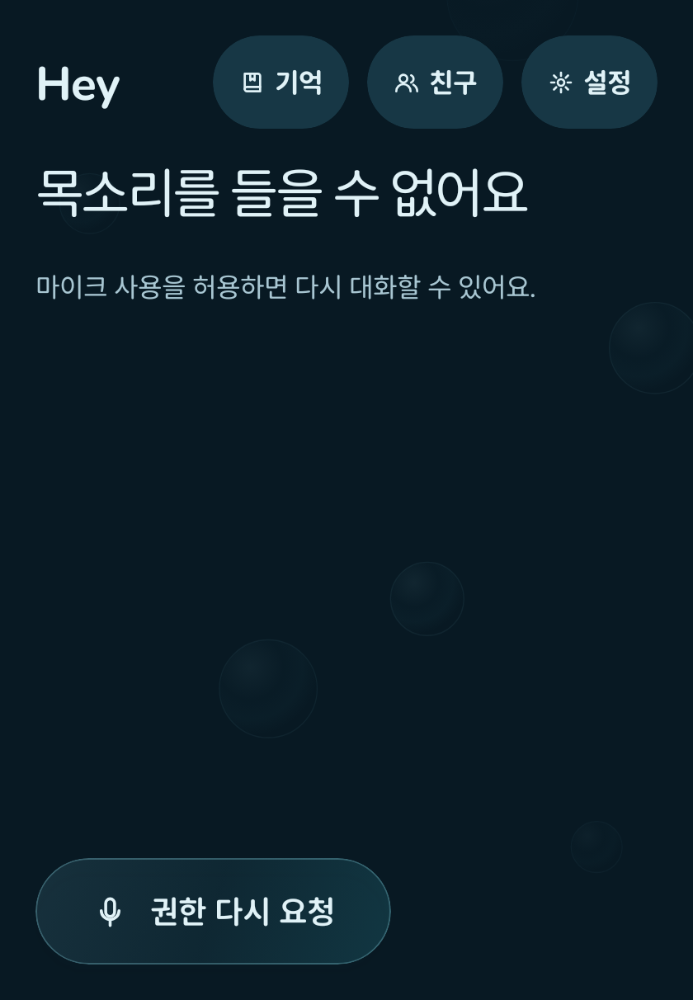 Hey
기억
친구
설정
목소리를 들을 수 없어요
마이크 사용을 허용하면 다시 대화할 수 있어요.
권한 다시 요청